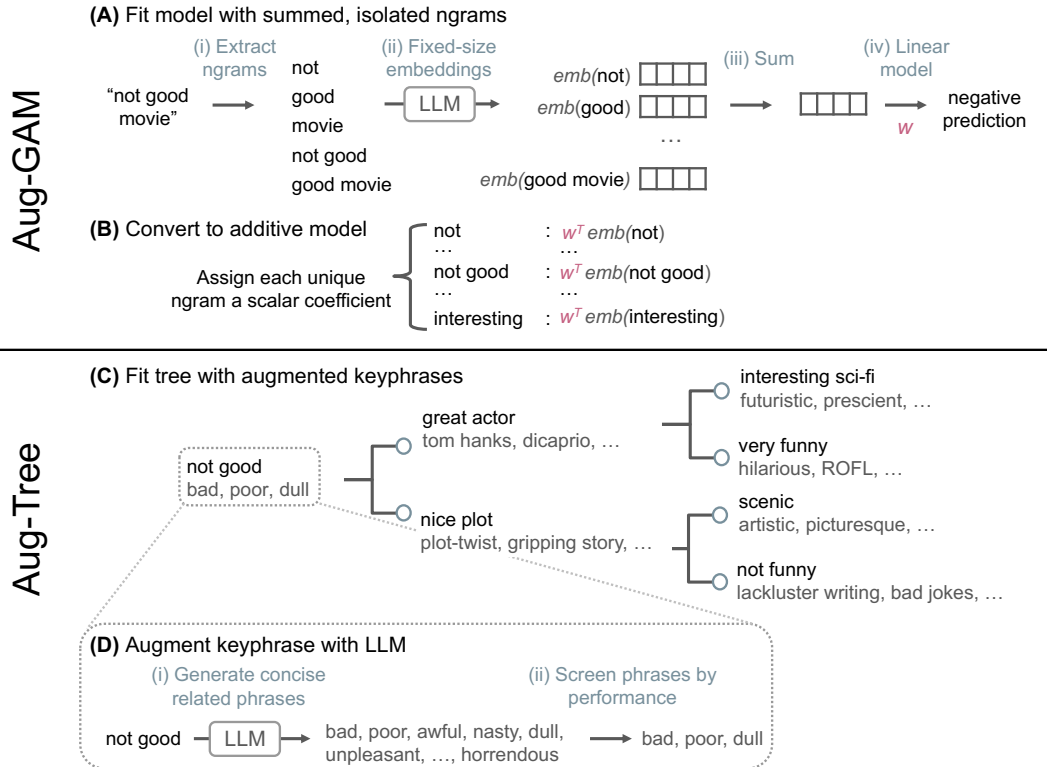 Aug-GAM
(A) Fit model with summed, isolated ngrams
(i) Extract
ngrams
(ii) Fixed-size
embeddings
(iii) Sum
(iv) Linear
model
“not good
movie”
not
good
movie
not good
good movie
LLM
emb(not)
emb(good)
…
emb(good movie)
w
negative
prediction
(B) Convert to additive model
Assign each unique
ngram a scalar coefficient
not : wᵀ emb(not)
… …
not good : wᵀ emb(not good)
… …
interesting : wᵀ emb(interesting)
Aug-Tree
(C) Fit tree with augmented keyphrases
not good
bad, poor, dull
great actor
tom hanks, dicaprio, …
nice plot
plot-twist, gripping story, …
interesting sci-fi
futuristic, prescient, …
very funny
hilarious, ROFL, …
scenic
artistic, picturesque, …
not funny
lackluster writing, bad jokes, …
(D) Augment keyphrase with LLM
(i) Generate concise
related phrases
(ii) Screen phrases by
performance
not good
LLM
bad, poor, awful, nasty, dull,
unpleasant, …, horrendous
bad, poor, dull